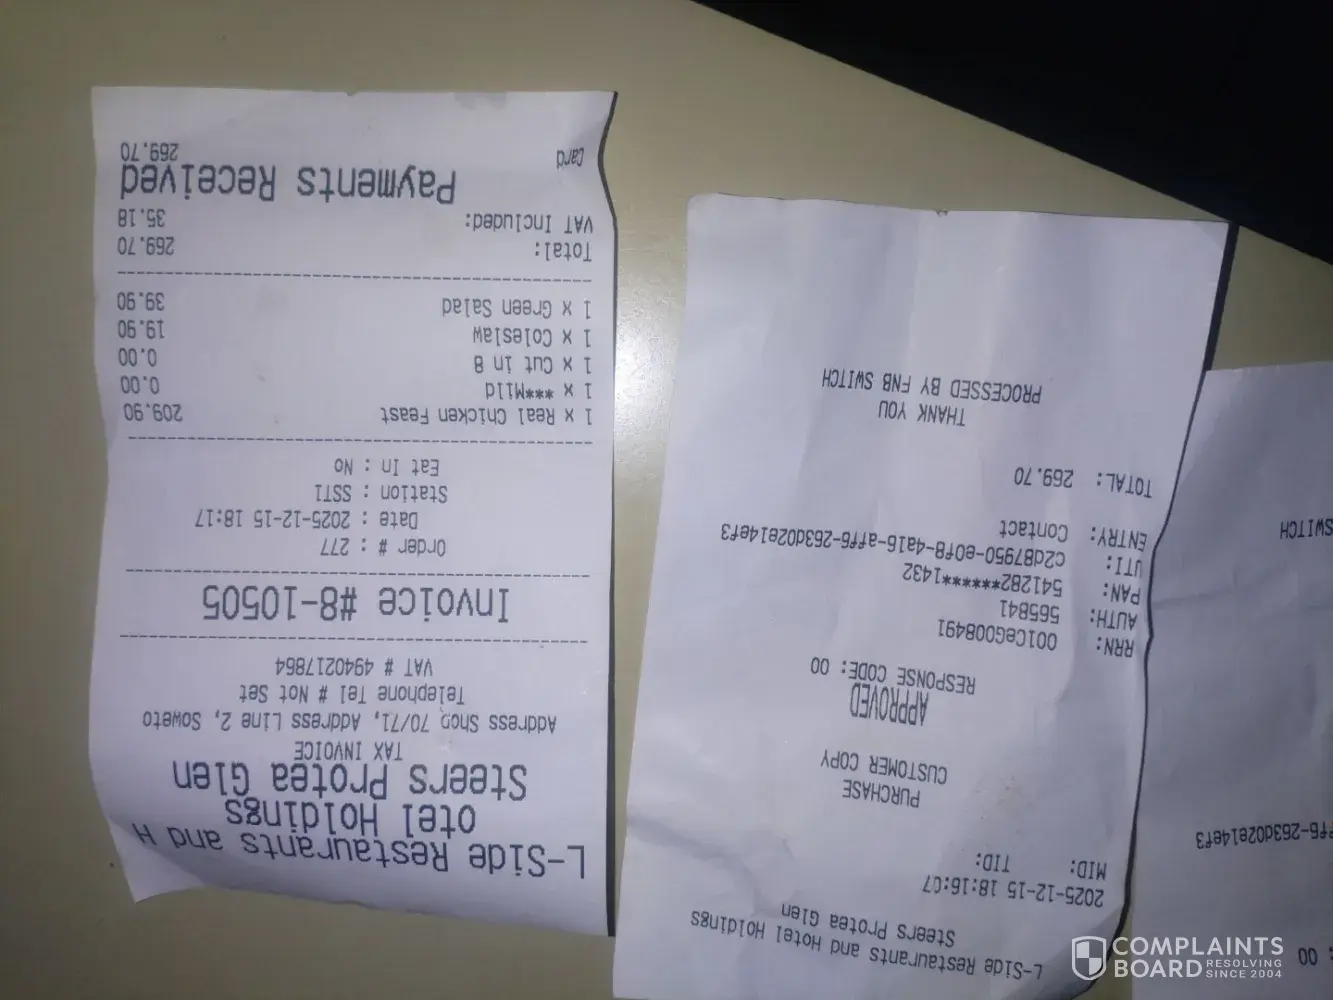 L-Side Restaurants and H
otel Holdings
Steers Protea Glen
TAX INVOICE
Address Shop 70/71, Address Line 2, Soweto
Telephone Tel # Not Set
VAT # 4940217864
Invoice #8-10505
Order # : 277
Date : 2025-12-15 18:17
Station : SST1
Eat In : No
1 x Real Chicken Feast 209.90
1 x ***Mild 0.00
1 x Cut in 8 0.00
1 x Coleslaw 19.90
1 x Green Salad 39.90
Total: 269.70
VAT Included: 35.18
Payments Received
Card 269.70
L-Side Restaurants and Hotel Holdings
Steers Protea Glen
2025-12-15 18:16:07
MID: TID:
PURCHASE
CUSTOMER COPY
APPROVED
RESPONSE CODE: 00
RRN: 001CeG008491
AUTH: 565841
PAN: 541282*******1432
UTI: c2d87950-e0f8-4a16-aff6-263d02e14ef3
ENTRY: Contact
TOTAL: 269.70
THANK YOU
PROCESSED BY FNB SWITCH
: 00
ff6-263d02e14ef3
SWITCH
COMPLAINTS
BOARD RESOLVING
SINCE 2004